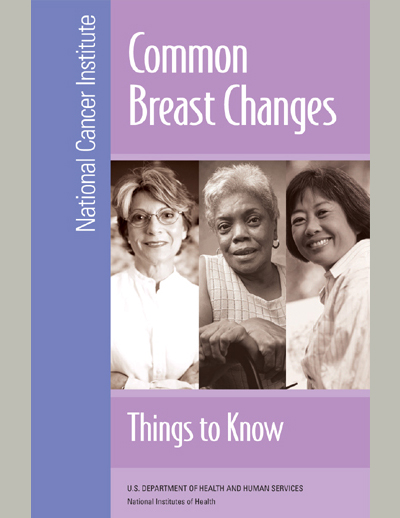 National Cancer Institute
Common
Breast Changes
Things to Know
U.S. DEPARTMENT OF HEALTH AND HUMAN SERVICES
National Institutes of Health